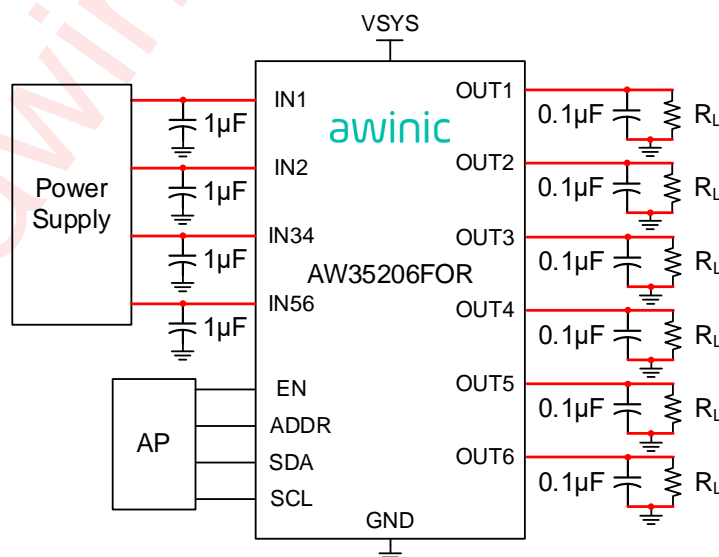 VSYS
Power
Supply
IN1
1µF
IN2
1µF
IN34
1µF
IN56
1µF
awinic
AW35206FOR
OUT1
0.1µF
RL
OUT2
0.1µF
RL
OUT3
0.1µF
RL
OUT4
0.1µF
RL
OUT5
0.1µF
RL
OUT6
0.1µF
RL
AP
EN
ADDR
SDA
SCL
GND